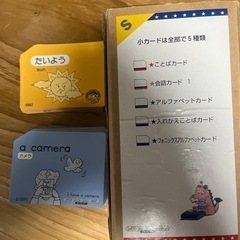 たいよう
a camera
カメラ
I have a camera.
S
小カードは全部で5種類
★ことばカード
★会話カード 1
★アルファベットカード
★入れかえことばカード
★フォニックスアルファベットカード